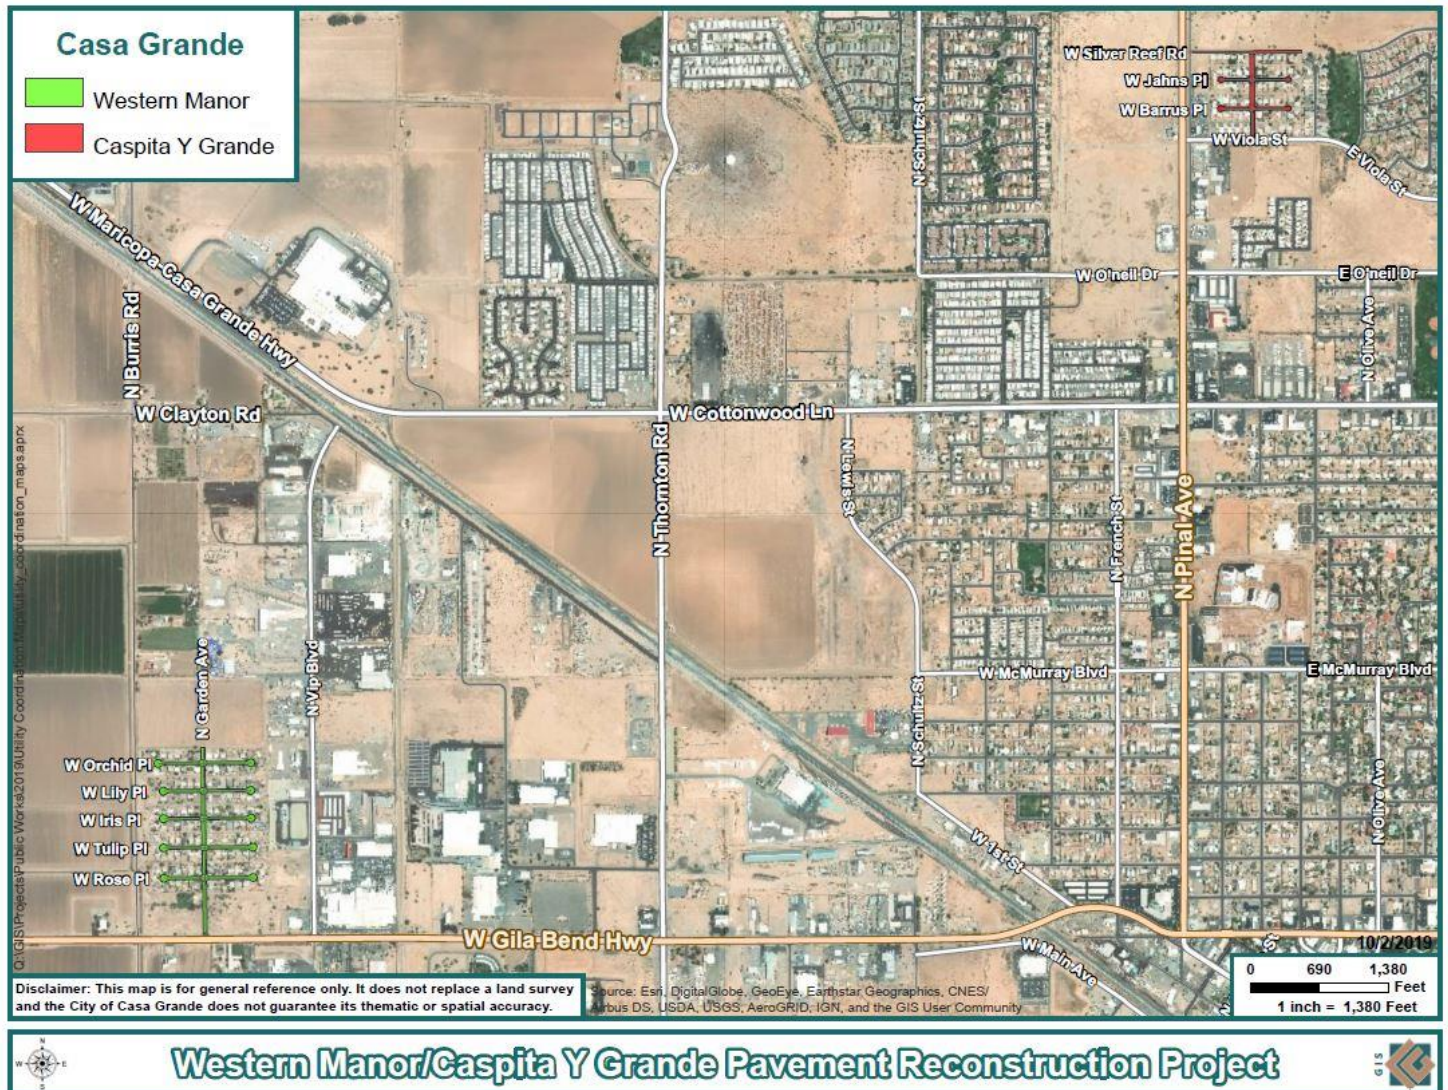 Casa Grande
Western Manor
Caspita Y Grande
W Silver Reef Rd
W Jahns Pl
W Barrus Pl
W Viola St
E Viola St
N Schultz St
W Maricopa-Casa Grande Hwy
W O'neil Dr
E O'neil Dr
N Burris Rd
N Olive Ave
W Clayton Rd
W Cottonwood Ln
N Thornton Rd
N Lewis St
N French St
N Pinal Ave
N Garden Ave
N Vip Blvd
W McMurray Blvd
E McMurray Blvd
N Schultz St
W Orchid Pl
W Lily Pl
W Iris Pl
W Tulip Pl
W Rose Pl
N Olive Ave
W 1st St
W Gila Bend Hwy
W Main Ave
St
10/2/2019
0 690 1,380
Feet
1 inch = 1,380 Feet
Disclaimer: This map is for general reference only. It does not replace a land survey
and the City of Casa Grande does not guarantee its thematic or spatial accuracy.
Source: Esri, DigitalGlobe, GeoEye, Earthstar Geographics, CNES/
Airbus DS, USDA, USGS, AeroGRID, IGN, and the GIS User Community
N
W E
S
Western Manor/Caspita Y Grande Pavement Reconstruction Project
GIS